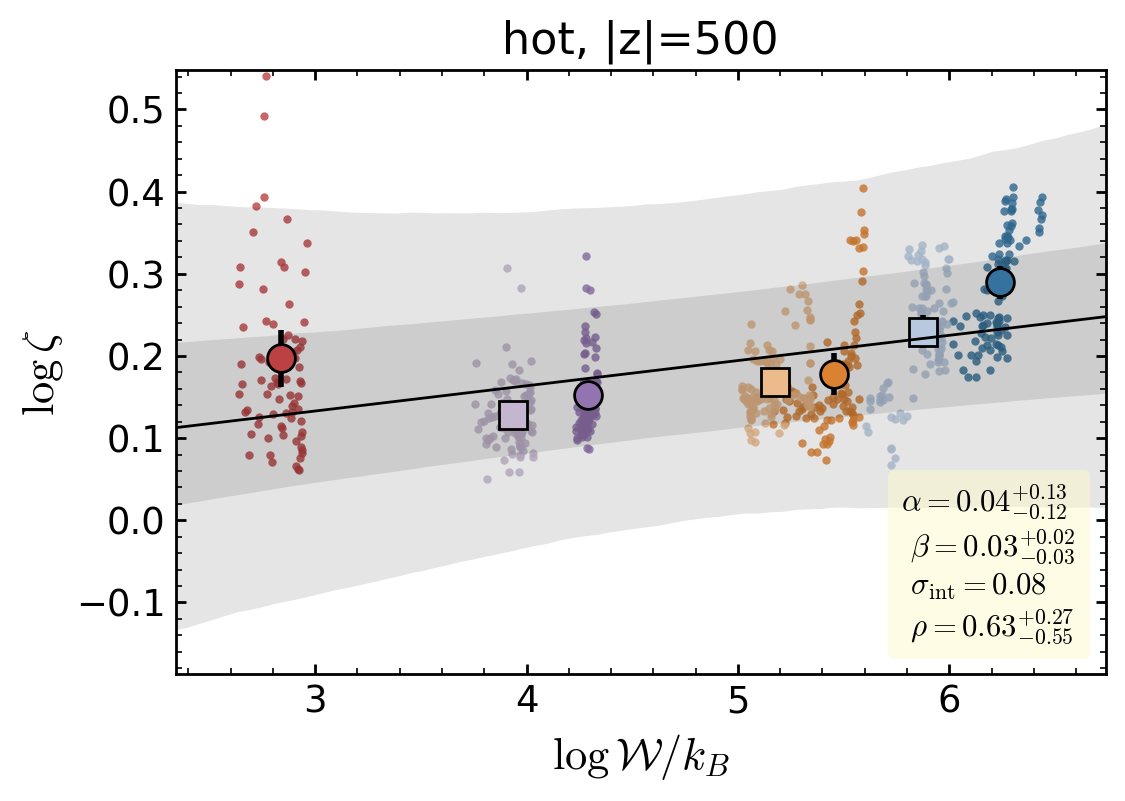 hot, |z|=500
log ζ
0.5
0.4
0.3
0.2
0.1
0.0
−0.1
α = 0.04^{+0.13}_{−0.12}
β = 0.03^{+0.02}_{−0.03}
σ_{int} = 0.08
ρ = 0.63^{+0.27}_{−0.55}
3 4 5 6
log 𝒲/k_B